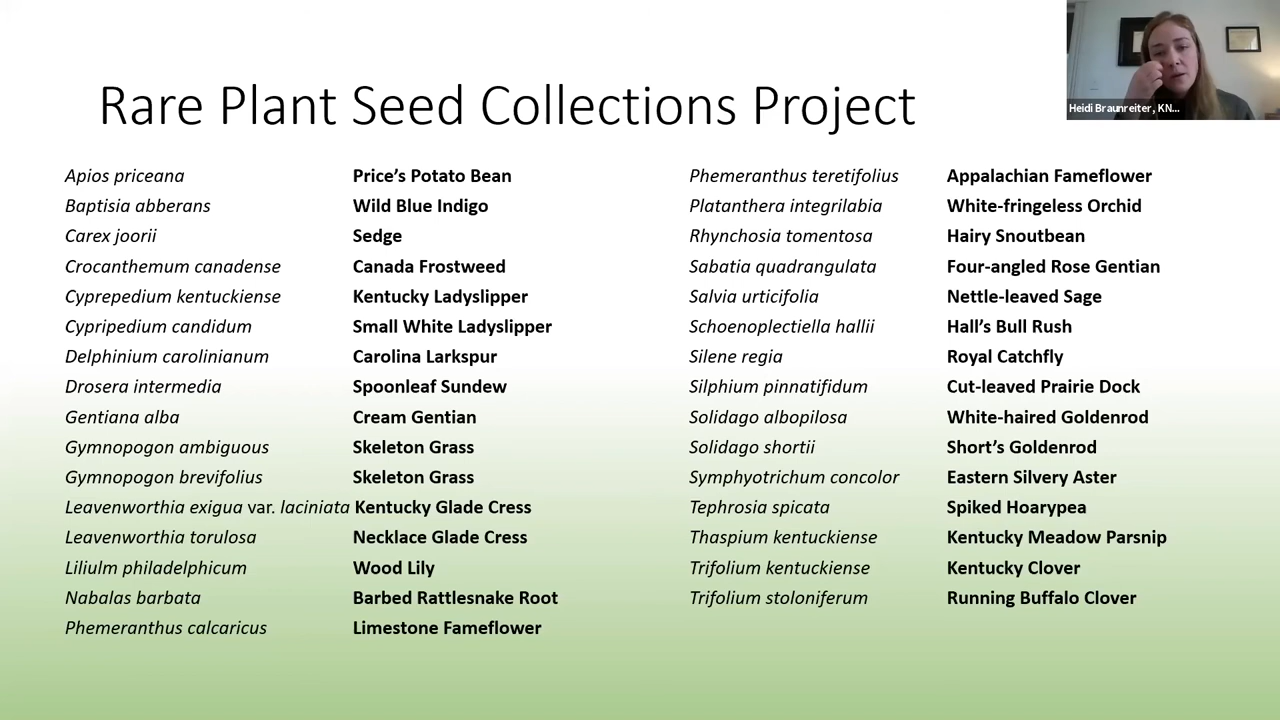 Rare Plant Seed Collections Project
Heidi Braunreiter, KN...
Apios priceana Price's Potato Bean
Baptisia abberans Wild Blue Indigo
Carex joorii Sedge
Crocanthemum canadense Canada Frostweed
Cyprepedium kentuckiense Kentucky Ladyslipper
Cypripedium candidum Small White Ladyslipper
Delphinium carolinianum Carolina Larkspur
Drosera intermedia Spoonleaf Sundew
Gentiana alba Cream Gentian
Gymnopogon ambiguous Skeleton Grass
Gymnopogon brevifolius Skeleton Grass
Leavenworthia exigua var. laciniata Kentucky Glade Cress
Leavenworthia torulosa Necklace Glade Cress
Liliulm philadelphicum Wood Lily
Nabalas barbata Barbed Rattlesnake Root
Phemeranthus calcaricus Limestone Fameflower
Phemeranthus teretifolius Appalachian Fameflower
Platanthera integrilabia White-fringeless Orchid
Rhynchosia tomentosa Hairy Snoutbean
Sabatia quadrangulata Four-angled Rose Gentian
Salvia urticifolia Nettle-leaved Sage
Schoenoplectiella hallii Hall's Bull Rush
Silene regia Royal Catchfly
Silphium pinnatifidum Cut-leaved Prairie Dock
Solidago albopilosa White-haired Goldenrod
Solidago shortii Short's Goldenrod
Symphyotrichum concolor Eastern Silvery Aster
Tephrosia spicata Spiked Hoarypea
Thaspium kentuckiense Kentucky Meadow Parsnip
Trifolium kentuckiense Kentucky Clover
Trifolium stoloniferum Running Buffalo Clover